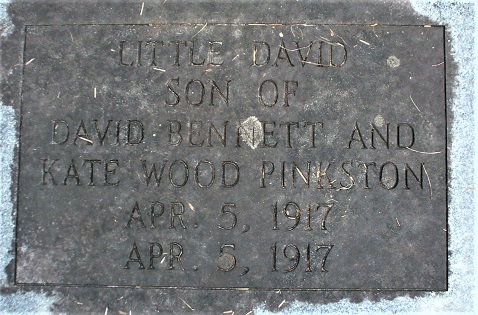 LITTLE DAVID
SON OF
DAVID BENNETT AND
KATE WOOD PINKSTON
APR. 5, 1917
APR. 5, 1917